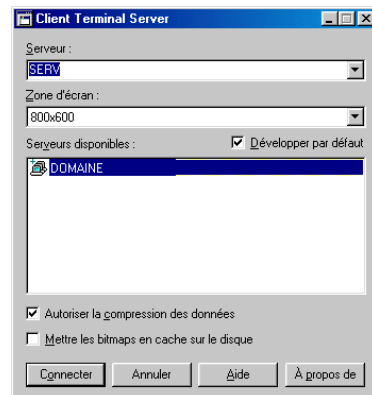 Client Terminal Server
Serveur :
SERV
Zone d'écran :
800x600
Serveurs disponibles : Développer par défaut
DOMAINE
Autoriser la compression des données
Mettre les bitmaps en cache sur le disque
Connecter Annuler Aide À propos de